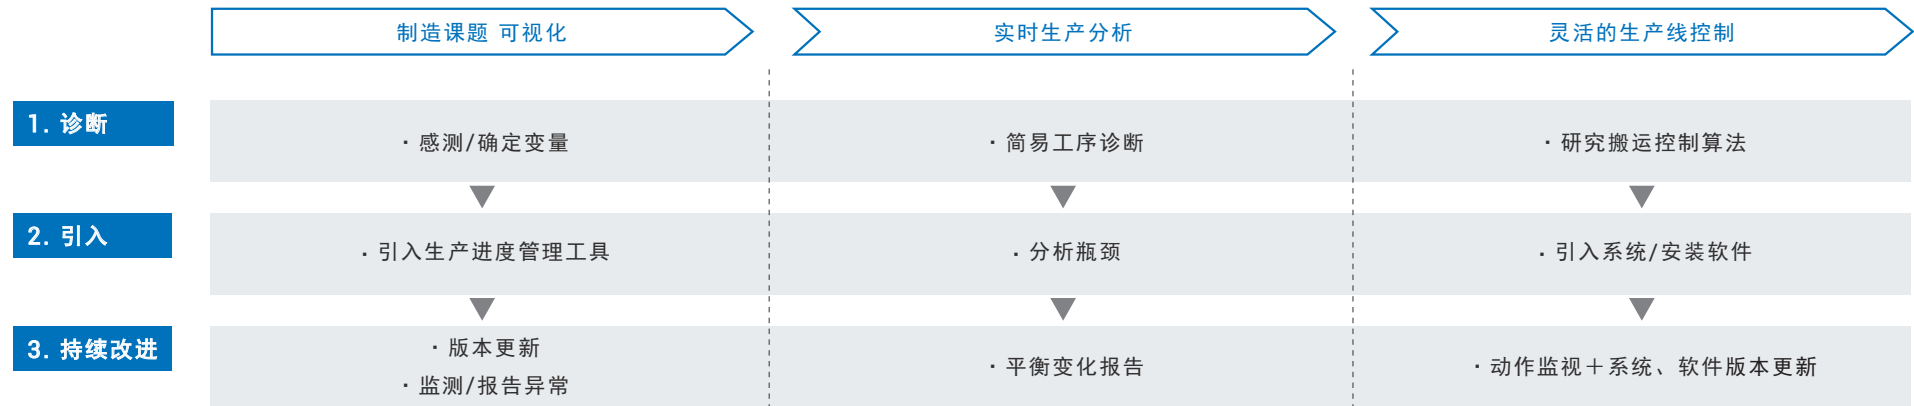 制造课题 可视化
实时生产分析
灵活的生产线控制
1. 诊断
・感测/确定变量
・简易工序诊断
・研究搬运控制算法
2. 引入
・引入生产进度管理工具
・分析瓶颈
・引入系统/安装软件
3. 持续改进
・版本更新
・监测/报告异常
・平衡变化报告
・动作监视＋系统、软件版本更新